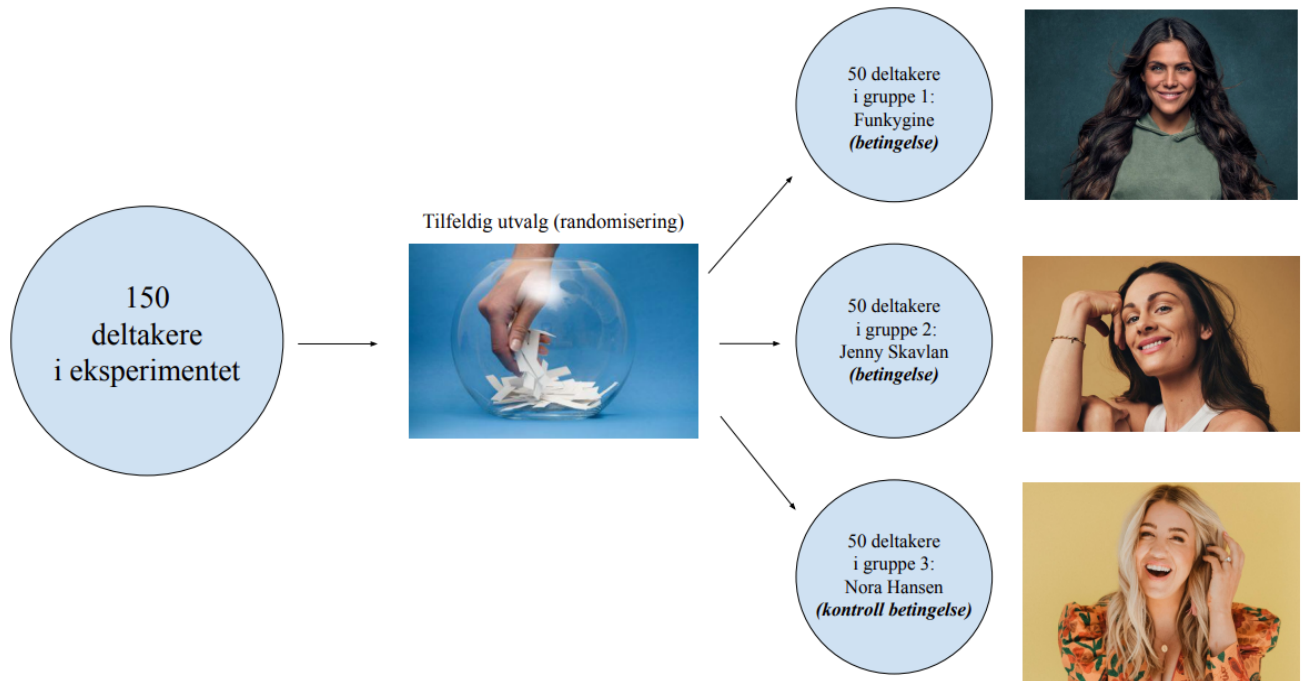 150
deltakere
i eksperimentet
Tilfeldig utvalg (randomisering)
50 deltakere
i gruppe 1:
Funkygine
(betingelse)
50 deltakere
i gruppe 2:
Jenny Skavlan
(betingelse)
50 deltakere
i gruppe 3:
Nora Hansen
(kontroll betingelse)